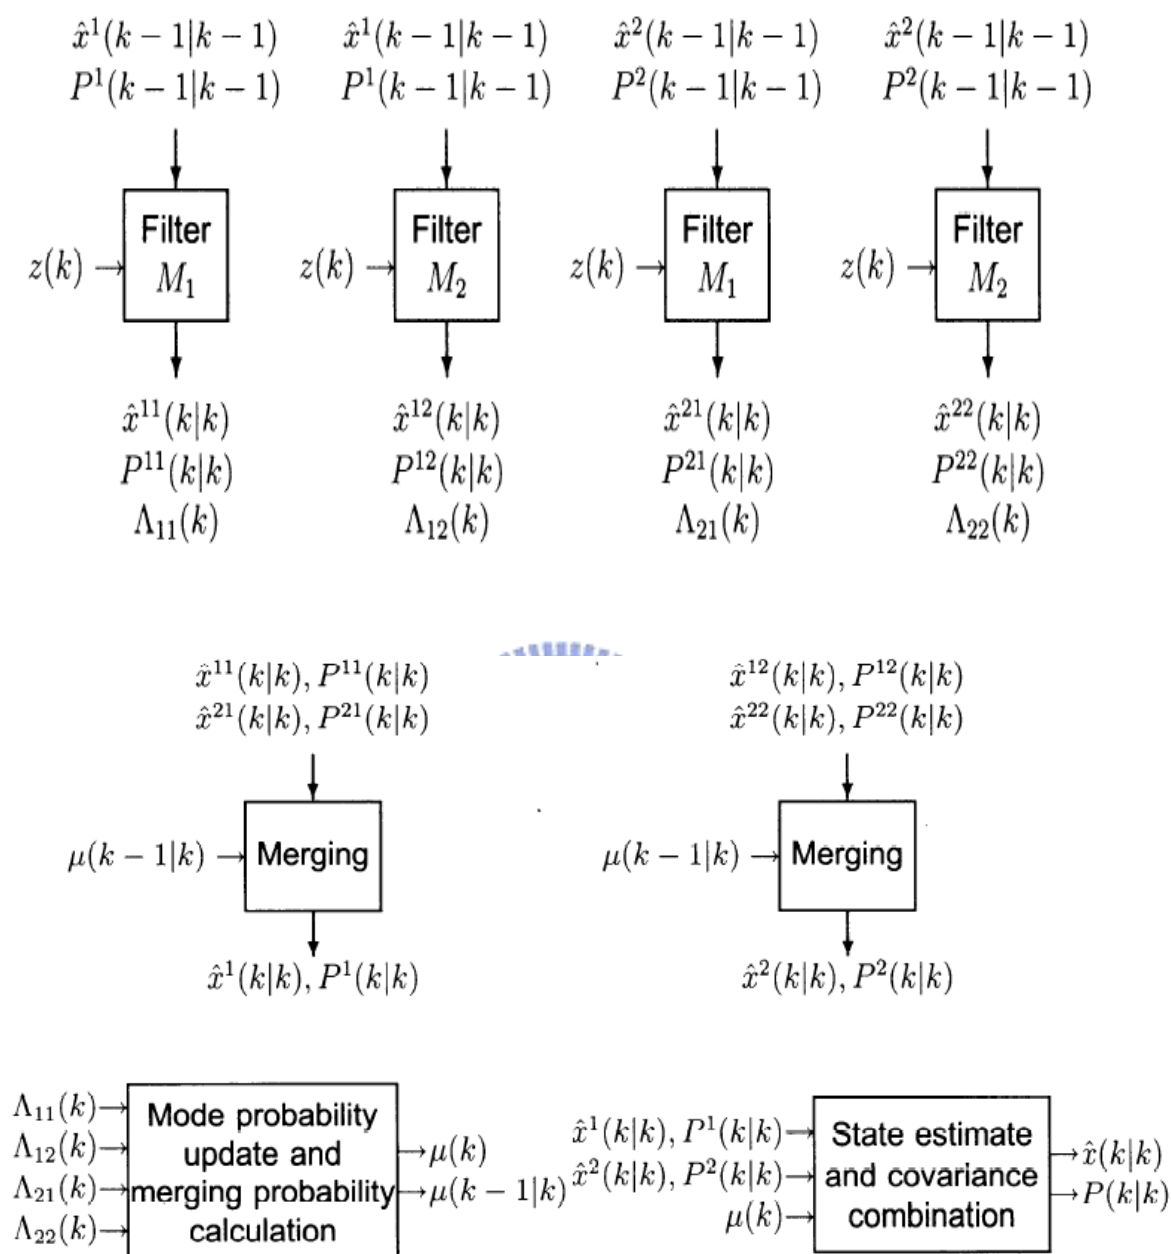 x̂¹(k − 1|k − 1) x̂¹(k − 1|k − 1) x̂²(k − 1|k − 1) x̂²(k − 1|k − 1)
P¹(k − 1|k − 1) P¹(k − 1|k − 1) P²(k − 1|k − 1) P²(k − 1|k − 1)
Filter Filter Filter Filter
z(k) M₁ z(k) M₂ z(k) M₁ z(k) M₂
x̂¹¹(k|k) x̂¹²(k|k) x̂²¹(k|k) x̂²²(k|k)
P¹¹(k|k) P¹²(k|k) P²¹(k|k) P²²(k|k)
Λ₁₁(k) Λ₁₂(k) Λ₂₁(k) Λ₂₂(k)
x̂¹¹(k|k), P¹¹(k|k) x̂¹²(k|k), P¹²(k|k)
x̂²¹(k|k), P²¹(k|k) x̂²²(k|k), P²²(k|k)
μ(k − 1|k) Merging μ(k − 1|k) Merging
x̂¹(k|k), P¹(k|k) x̂²(k|k), P²(k|k)
Λ₁₁(k)
Λ₁₂(k)
Λ₂₁(k)
Λ₂₂(k)
Mode probability
update and
merging probability
calculation
μ(k)
μ(k − 1|k)
x̂¹(k|k), P¹(k|k)
x̂²(k|k), P²(k|k)
μ(k)
State estimate
and covariance
combination
x̂(k|k)
P(k|k)